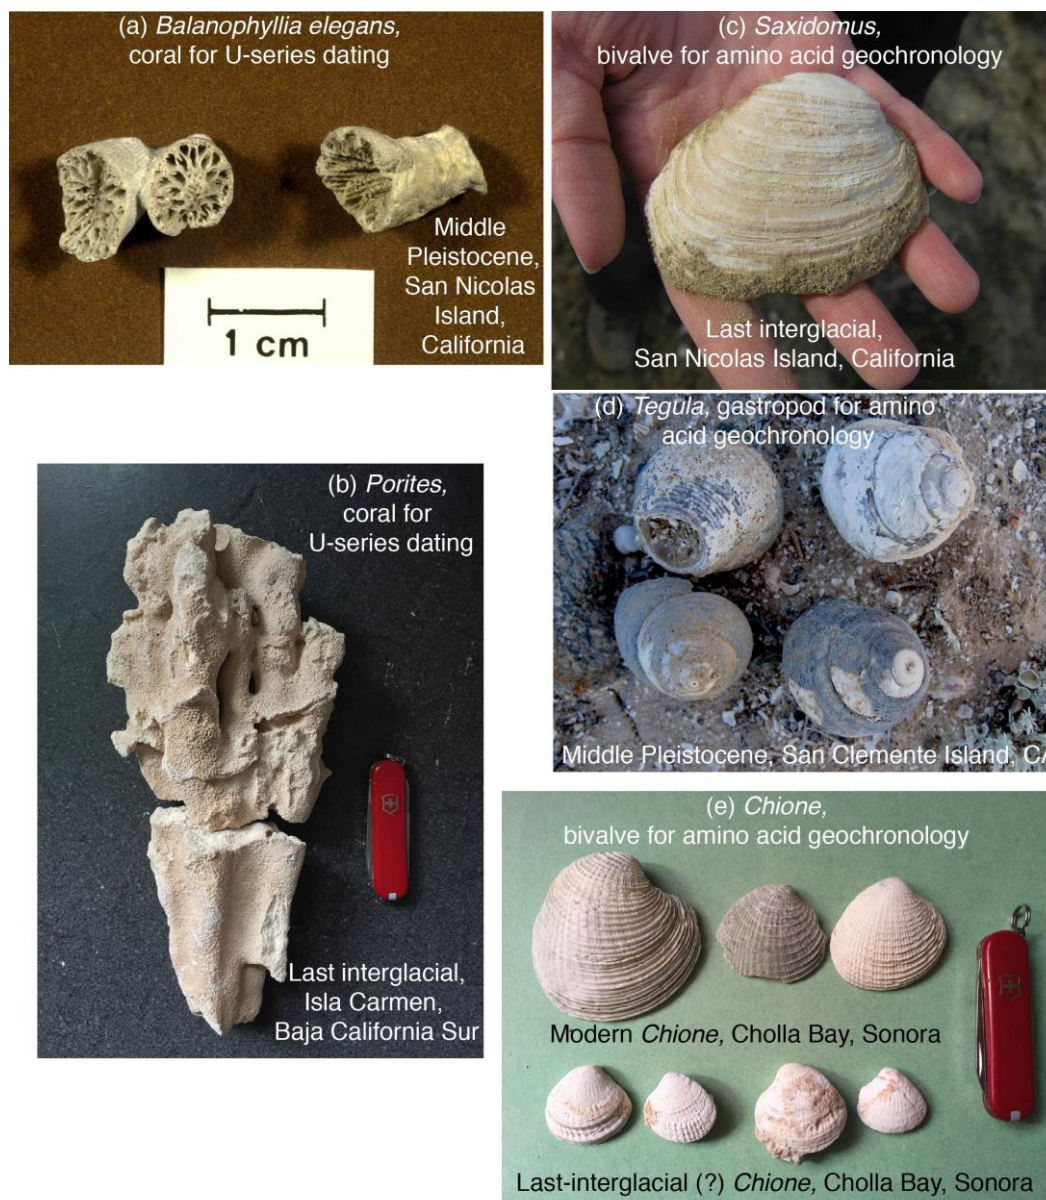 (a) Balanophyllia elegans,
coral for U-series dating
Middle
Pleistocene,
San Nicolas
Island,
California
1 cm
(b) Porites,
coral for
U-series dating
Last interglacial,
Isla Carmen,
Baja California Sur
(c) Saxidomus,
bivalve for amino acid geochronology
Last interglacial,
San Nicolas Island, California
(d) Tegula, gastropod for amino
acid geochronology
Middle Pleistocene, San Clemente Island, CA
(e) Chione,
bivalve for amino acid geochronology
Modern Chione, Cholla Bay, Sonora
Last-interglacial (?) Chione, Cholla Bay, Sonora